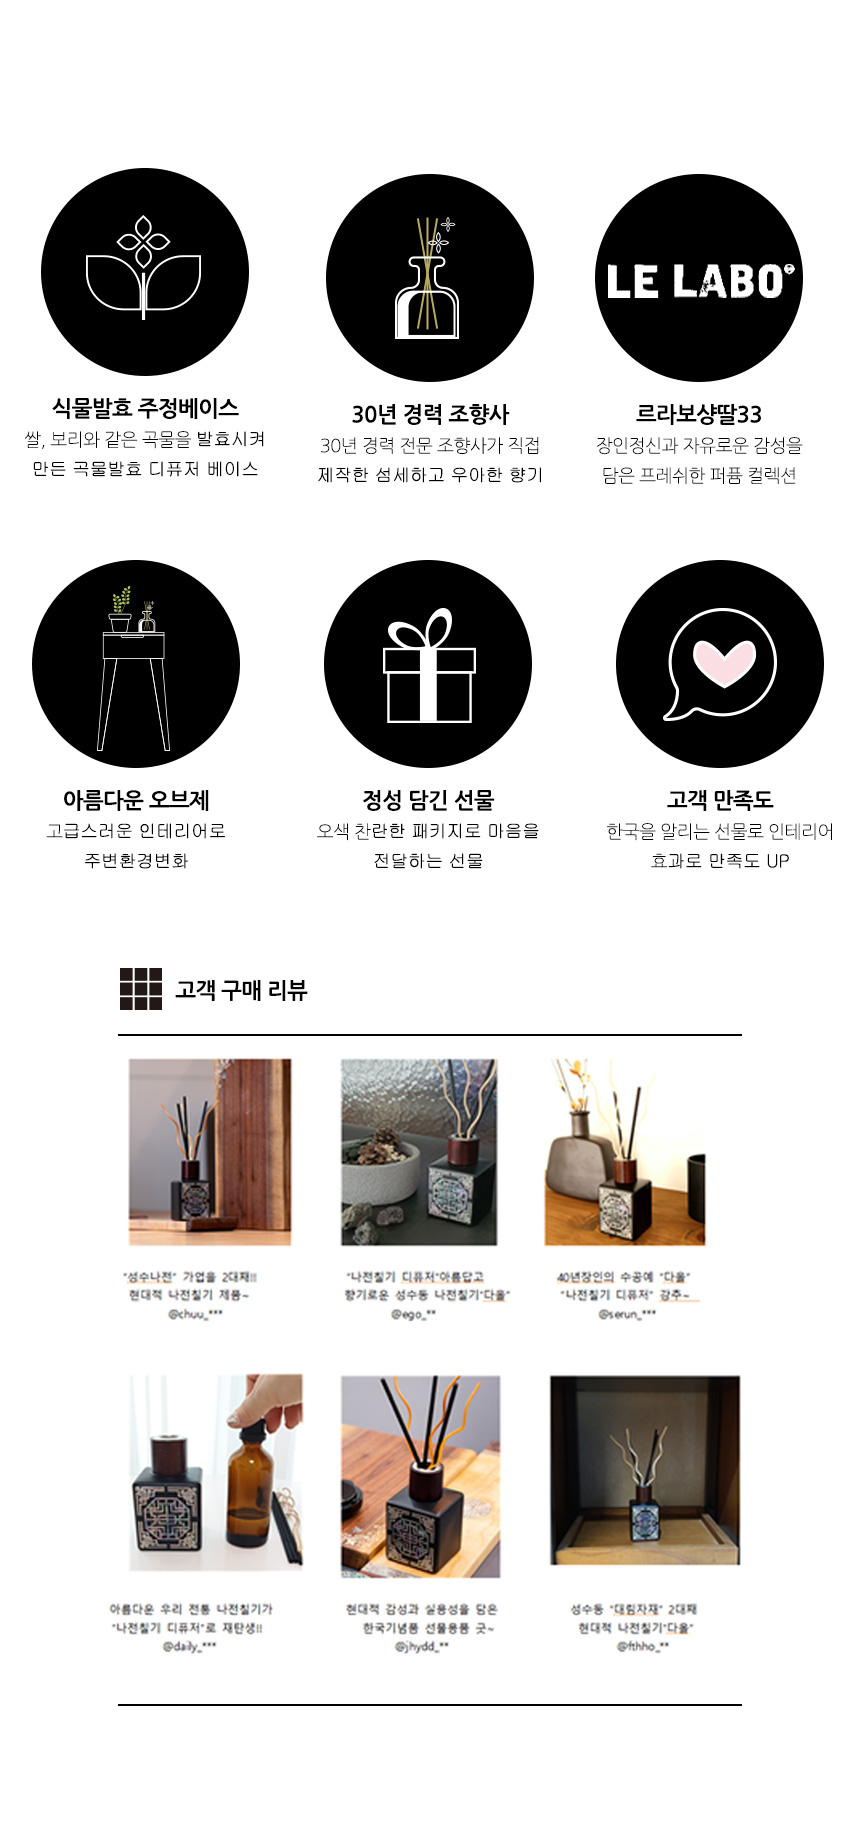 LE LABO
식물발효 주정베이스
쌀, 보리와 같은 곡물을 발효시켜
만든 곡물발효 디퓨저 베이스
30년 경력 조향사
30년 경력 전문 조향사가 직접
제작한 섬세하고 우아한 향기
르라보샹딸33
장인정신과 자유로운 감성을
담은 프레쉬한 퍼퓸 컬렉션
아름다운 오브제
고급스러운 인테리어로
주변환경변화
정성 담긴 선물
오색 찬란한 패키지로 마음을
전달하는 선물
고객 만족도
한국을 알리는 선물로 인테리어
효과로 만족도 UP
고객 구매 리뷰
"성수나전" 가업을 2대째!!
현대적 나전칠기 제품~
@chuu_***
"나전칠기 디퓨저"아름답고
향기로운 성수동 나전칠기"다올"
@ego_**
40년장인의 수공예 "다올"
"나전칠기 디퓨저" 강추~
@serun_***
아름다운 우리 전통 나전칠기가
"나전칠기 디퓨저"로 재탄생!!
@daily_***
현대적 감성과 실용성을 담은
한국기념품 선물용품 굿~
@jhydd_**
성수동 "대림자재" 2대째
현대적 나전칠기"다올"
@fthho_**